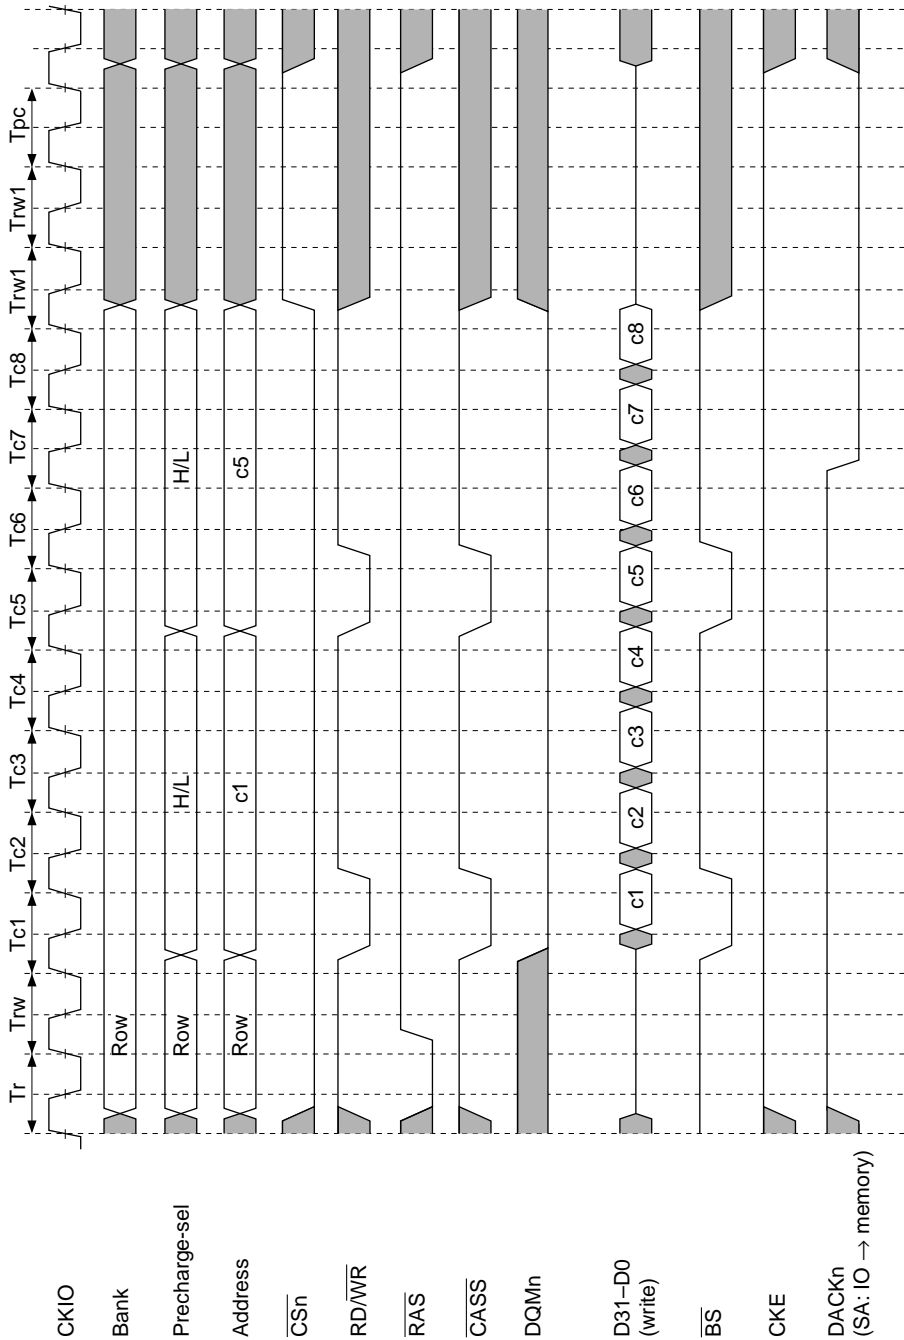 Tr Trw Tc1 Tc2 Tc3 Tc4 Tc5 Tc6 Tc7 Tc8 Trw1 Trw1 Tpc
CKIO
Bank Row
Precharge-sel Row H/L H/L
Address Row c1 c5
CSn
RD/WR
RAS
CASS
DQMn
D31–D0 c1 c2 c3 c4 c5 c6 c7 c8
(write)
BS
CKE
DACKn
(SA: IO → memory)